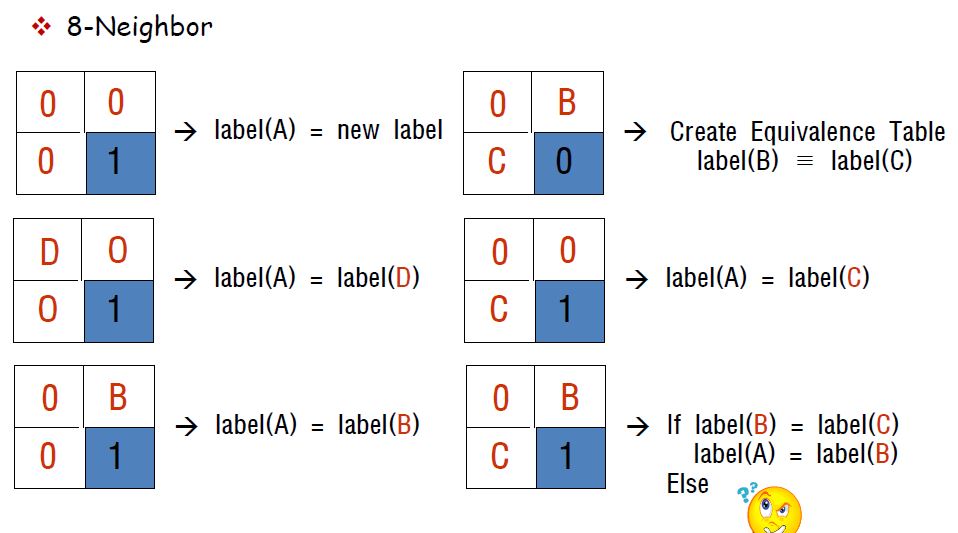 ❖ 8-Neighbor
0 0
0 1
→ label(A) = new label
0 B
C 0
→ Create Equivalence Table
label(B) ≡ label(C)
D O
O 1
→ label(A) = label(D)
0 0
C 1
→ label(A) = label(C)
0 B
0 1
→ label(A) = label(B)
0 B
C 1
→ If label(B) = label(C)
label(A) = label(B)
Else
??